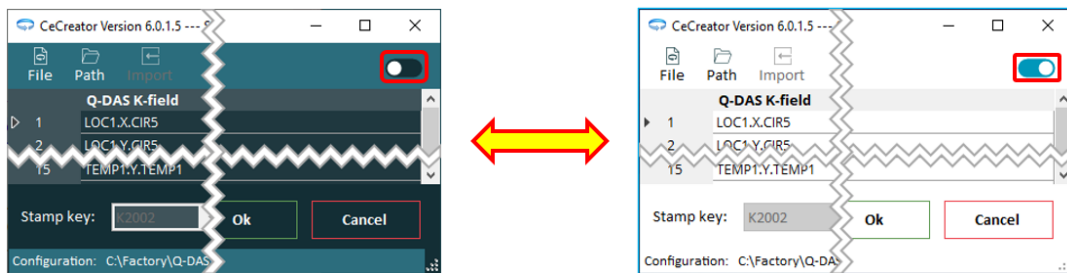 CeCreator Version 6.0.1.5 ---
File Path Import
Q-DAS K-field
1 LOC1.X.CIR5
2 LOC1.Y.CIR5
15 TEMP1.Y.TEMP1
Stamp key: K2002 Ok Cancel
Configuration: C:\Factory\Q-DAS
CeCreator Version 6.0.1.5 ---
File Path Import
Q-DAS K-field
1 LOC1.X.CIR5
2 LOC1.Y.CIR5
15 TEMP1.Y.TEMP1
Stamp key: K2002 Ok Cancel
Configuration: C:\Factory\Q-DA